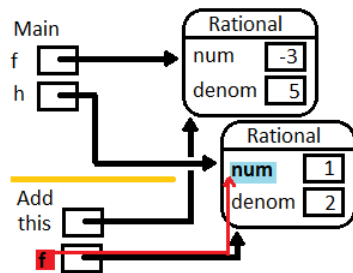 Main
f
h
Rational
num -3
denom 5
Rational
num 1
denom 2
Add
this
f